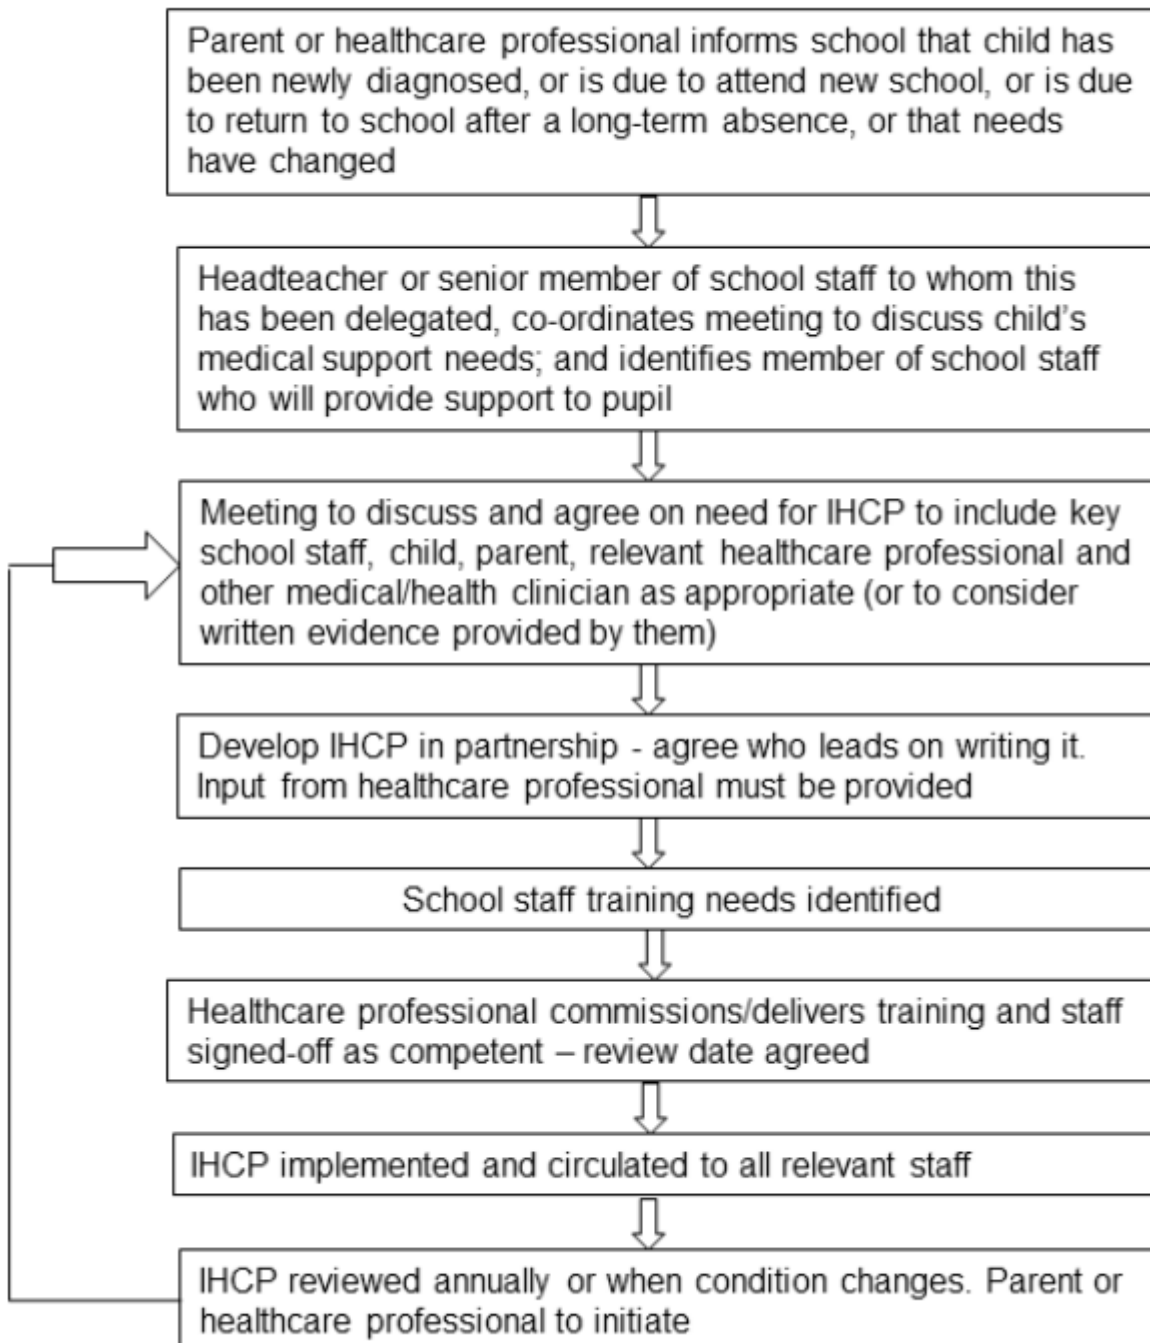 Parent or healthcare professional informs school that child has
been newly diagnosed, or is due to attend new school, or is due
to return to school after a long-term absence, or that needs
have changed
Headteacher or senior member of school staff to whom this
has been delegated, co-ordinates meeting to discuss child's
medical support needs; and identifies member of school staff
who will provide support to pupil
Meeting to discuss and agree on need for IHCP to include key
school staff, child, parent, relevant healthcare professional and
other medical/health clinician as appropriate (or to consider
written evidence provided by them)
Develop IHCP in partnership - agree who leads on writing it.
Input from healthcare professional must be provided
School staff training needs identified
Healthcare professional commissions/delivers training and staff
signed-off as competent – review date agreed
IHCP implemented and circulated to all relevant staff
IHCP reviewed annually or when condition changes. Parent or
healthcare professional to initiate